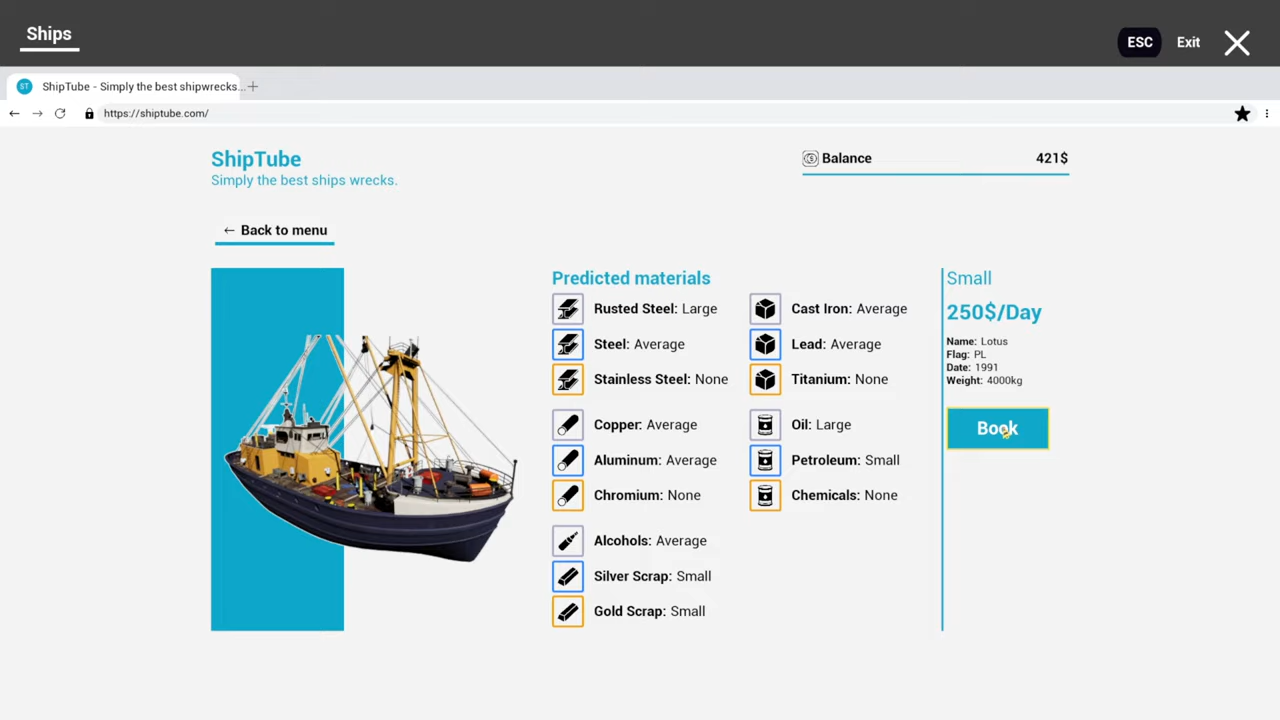 Ships
ESC Exit
ST ShipTube - Simply the best shipwrecks...
https://shiptube.com/
ShipTube
Simply the best ships wrecks.
Balance 421$
← Back to menu
Predicted materials
Rusted Steel: Large
Steel: Average
Stainless Steel: None
Copper: Average
Aluminum: Average
Chromium: None
Alcohols: Average
Silver Scrap: Small
Gold Scrap: Small
Cast Iron: Average
Lead: Average
Titanium: None
Oil: Large
Petroleum: Small
Chemicals: None
Small
250$/Day
Name: Lotus
Flag: PL
Date: 1991
Weight: 4000kg
Book